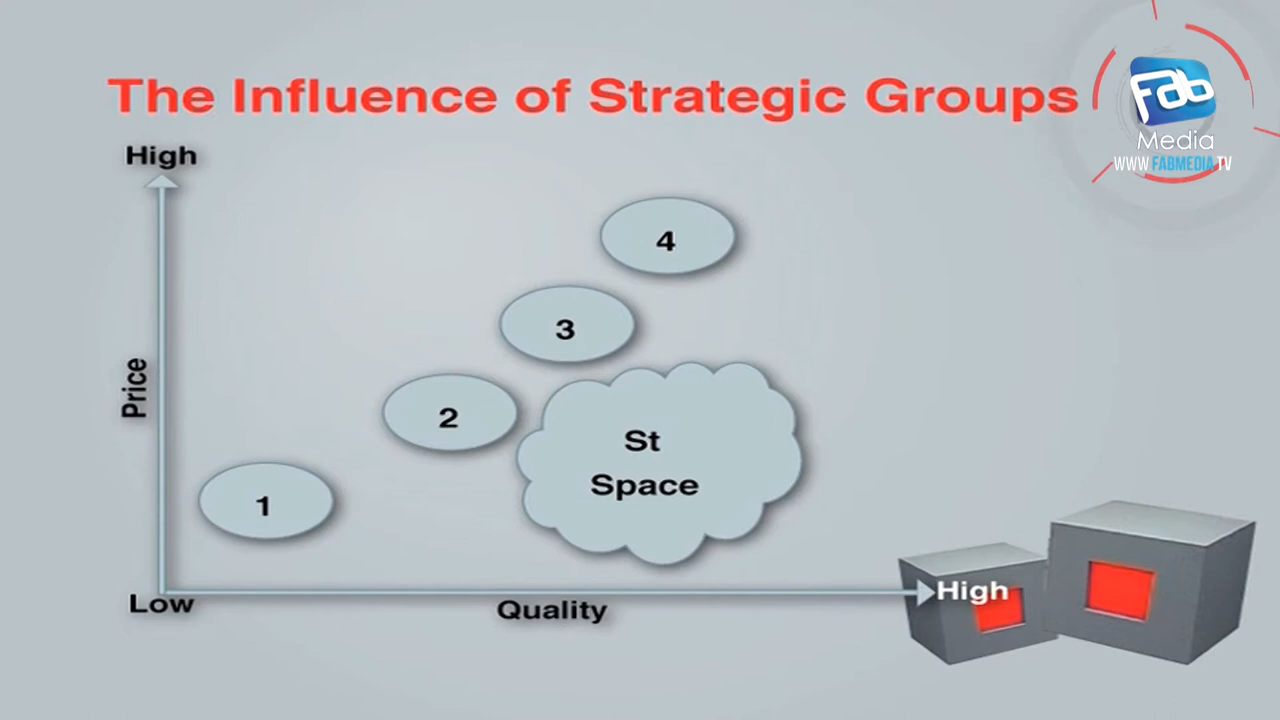 The Influence of Strategic Groups
Fab
Media
WWW.FABMEDIA.TV
High
4
3
Price
2
St
Space
1
High
Low
Quality